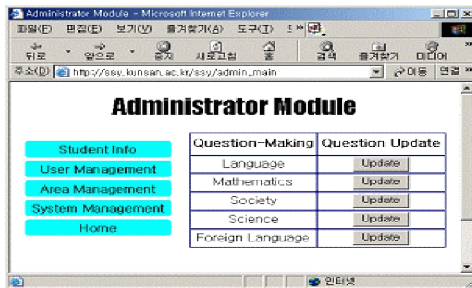 Administrator Module - Microsoft Internet Explorer
파일(F) 편집(E) 보기(V) 즐겨찾기(A) 도구(T)
뒤로 앞으로 중지 새로고침 홈 검색 즐겨찾기 미디어
주소(D) http://ssy.kunsan.ac.kr/ssy/admin_main 이동 연결
Administrator Module
Student Info
User Management
Area Management
System Management
Home
Question-Making Question Update
Language Update
Mathematics Update
Society Update
Science Update
Foreign Language Update
인터넷